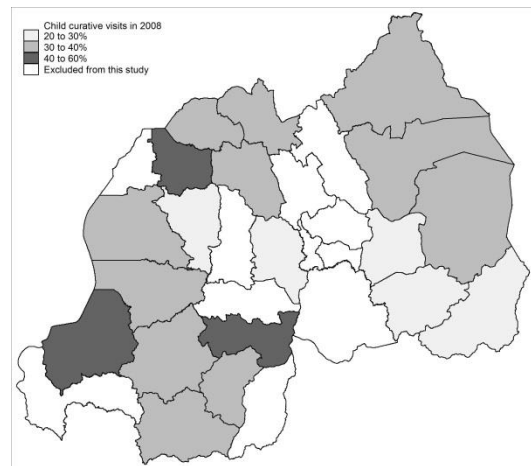 Child curative visits in 2008
20 to 30%
30 to 40%
40 to 60%
Excluded from this study